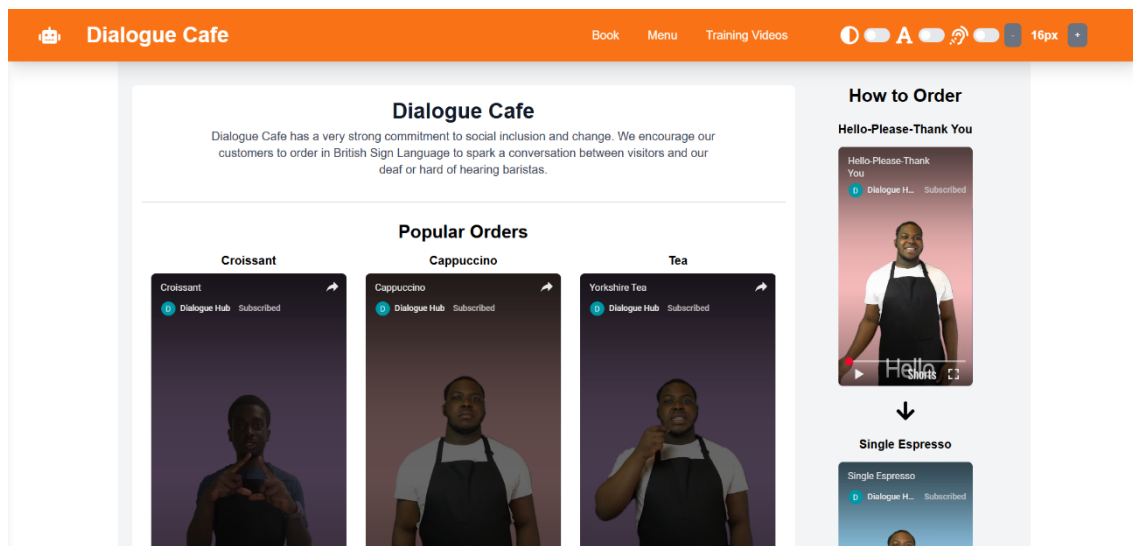 Dialogue Cafe
Book Menu Training Videos
A
- 16px +
Dialogue Cafe
Dialogue Cafe has a very strong commitment to social inclusion and change. We encourage our
customers to order in British Sign Language to spark a conversation between visitors and our
deaf or hard of hearing baristas.
Popular Orders
Croissant
Croissant
D Dialogue Hub Subscribed
Cappuccino
Cappuccino
D Dialogue Hub Subscribed
Tea
Yorkshire Tea
D Dialogue Hub Subscribed
How to Order
Hello-Please-Thank You
Hello-Please-Thank
You
D Dialogue H... Subscribed
Hello
Shorts
Single Espresso
Single Espresso
D Dialogue H... Subscribed